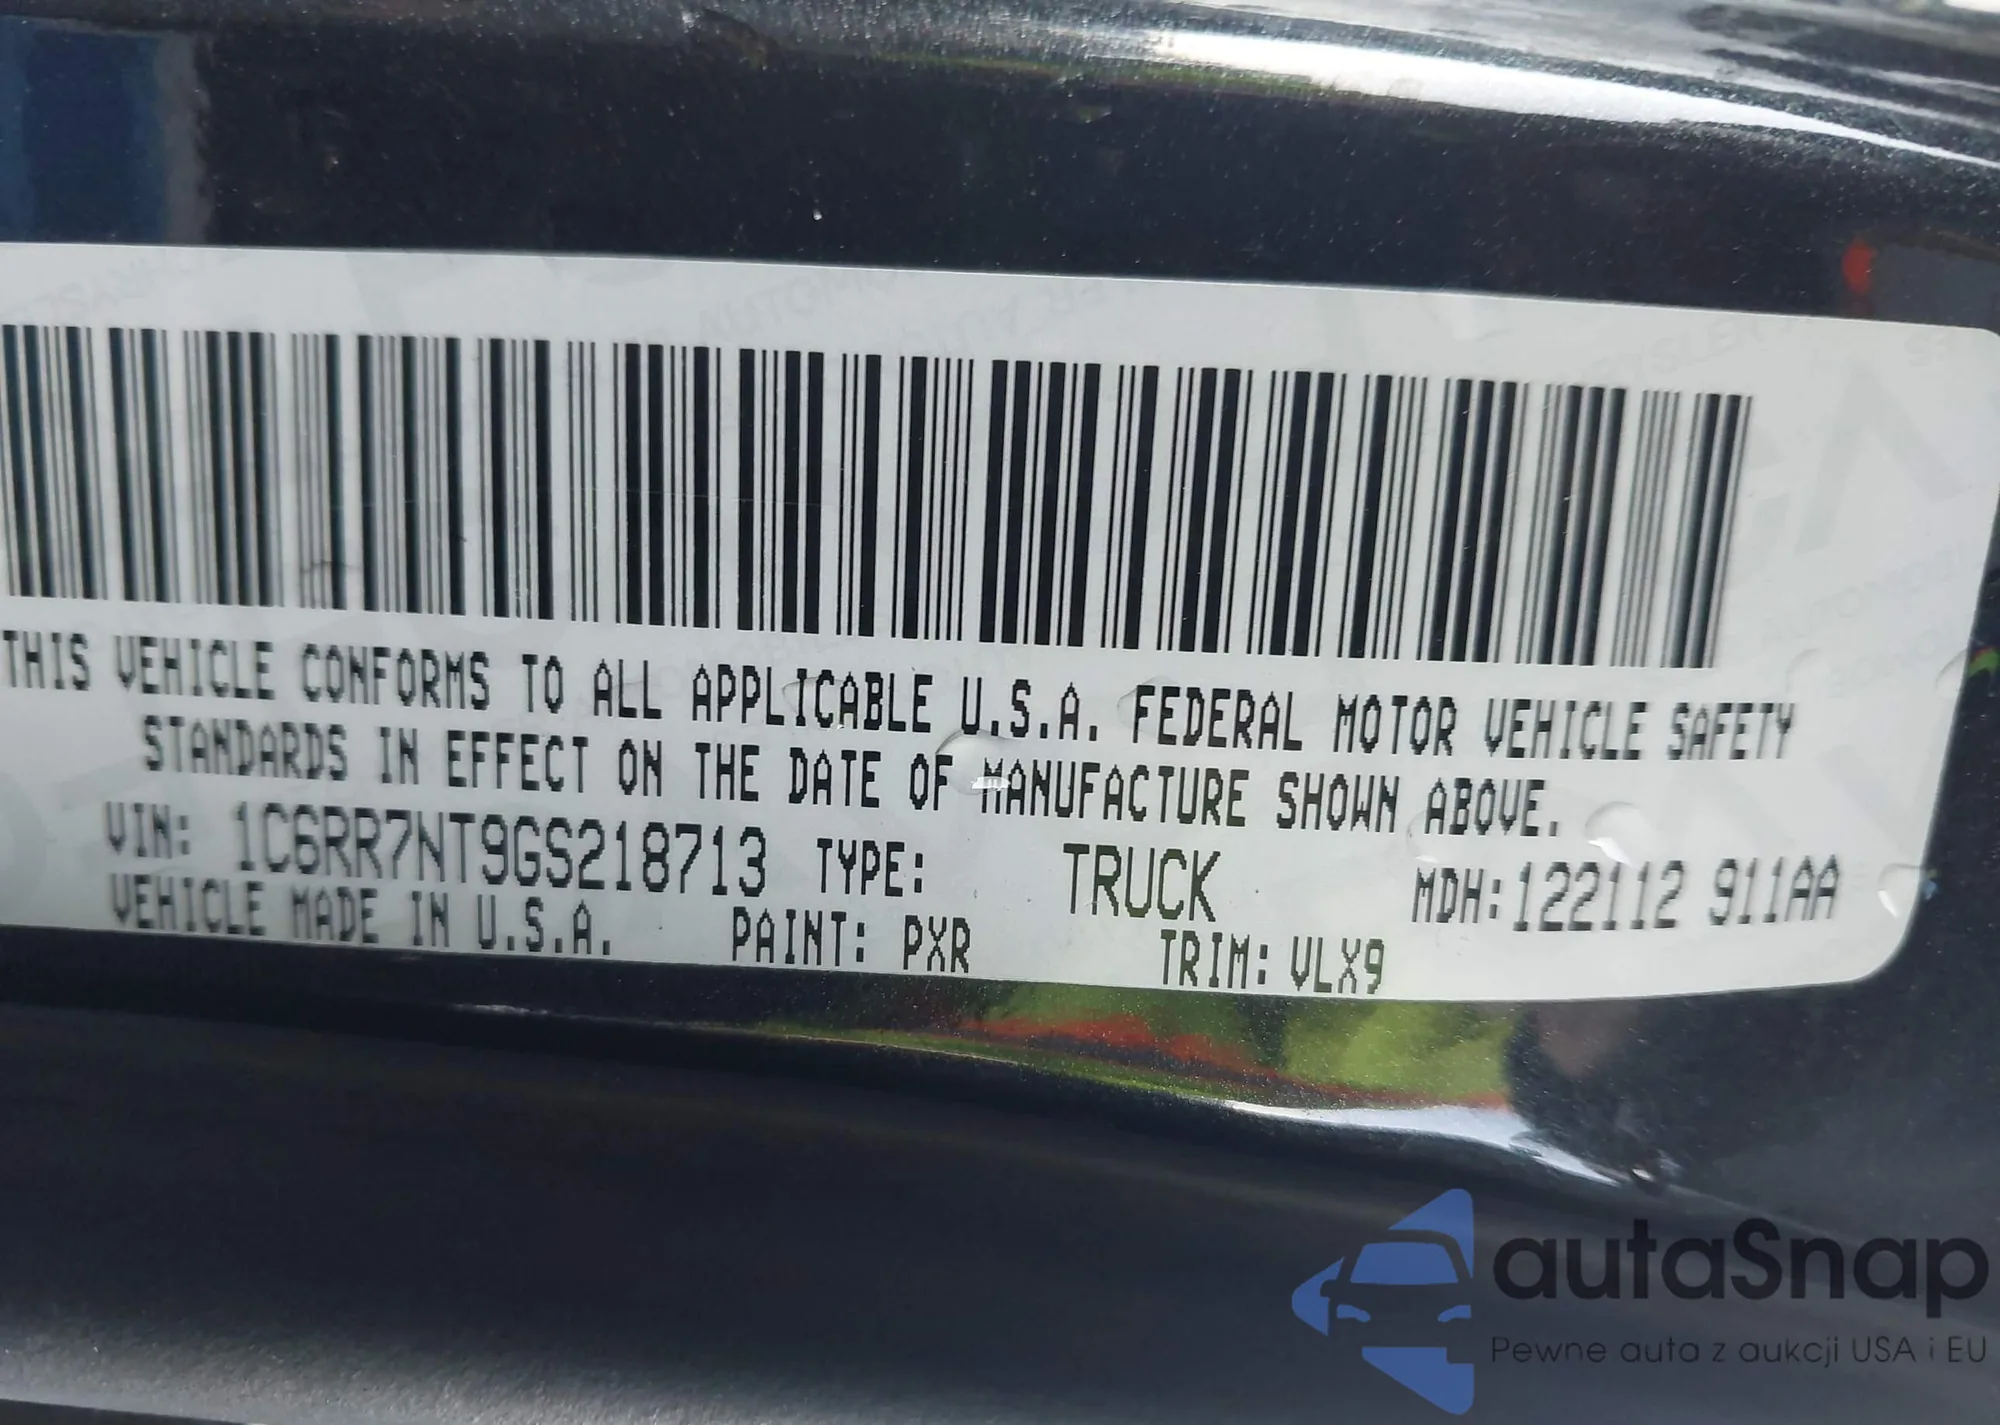 THIS VEHICLE CONFORMS TO ALL APPLICABLE U.S.A. FEDERAL MOTOR VEHICLE SAFETY
STANDARDS IN EFFECT ON THE DATE OF MANUFACTURE SHOWN ABOVE.
VIN: 1C6RR7NT9GS218713 TYPE: TRUCK MDH:122112 911AA
VEHICLE MADE IN U.S.A. PAINT: PXR TRIM: VLX9
autaSnap
Pewne auta z aukcji USA i EU